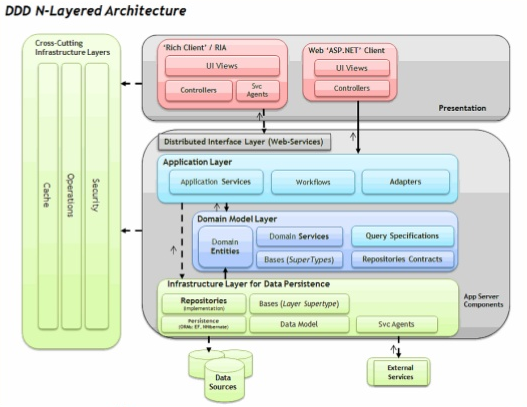 DDD N-Layered Architecture
Cross-Cutting
Infrastructure Layers
Cache
Operations
Security
'Rich Client' / RIA
UI Views
Controllers
Svc
Agents
Web 'ASP.NET' Client
UI Views
Controllers
Presentation
Distributed Interface Layer (Web-Services)
Application Layer
Application Services
Workflows
Adapters
Domain Model Layer
Domain
Entities
Domain Services
Query Specifications
Bases (SuperTypes)
Repositories Contracts
Infrastructure Layer for Data Persistence
Repositories
(Implementation)
Bases (Layer Supertype)
Persistence
(ORMs: EF, NHibernate)
Data Model
Svc Agents
App Server
Components
Data
Sources
External
Services